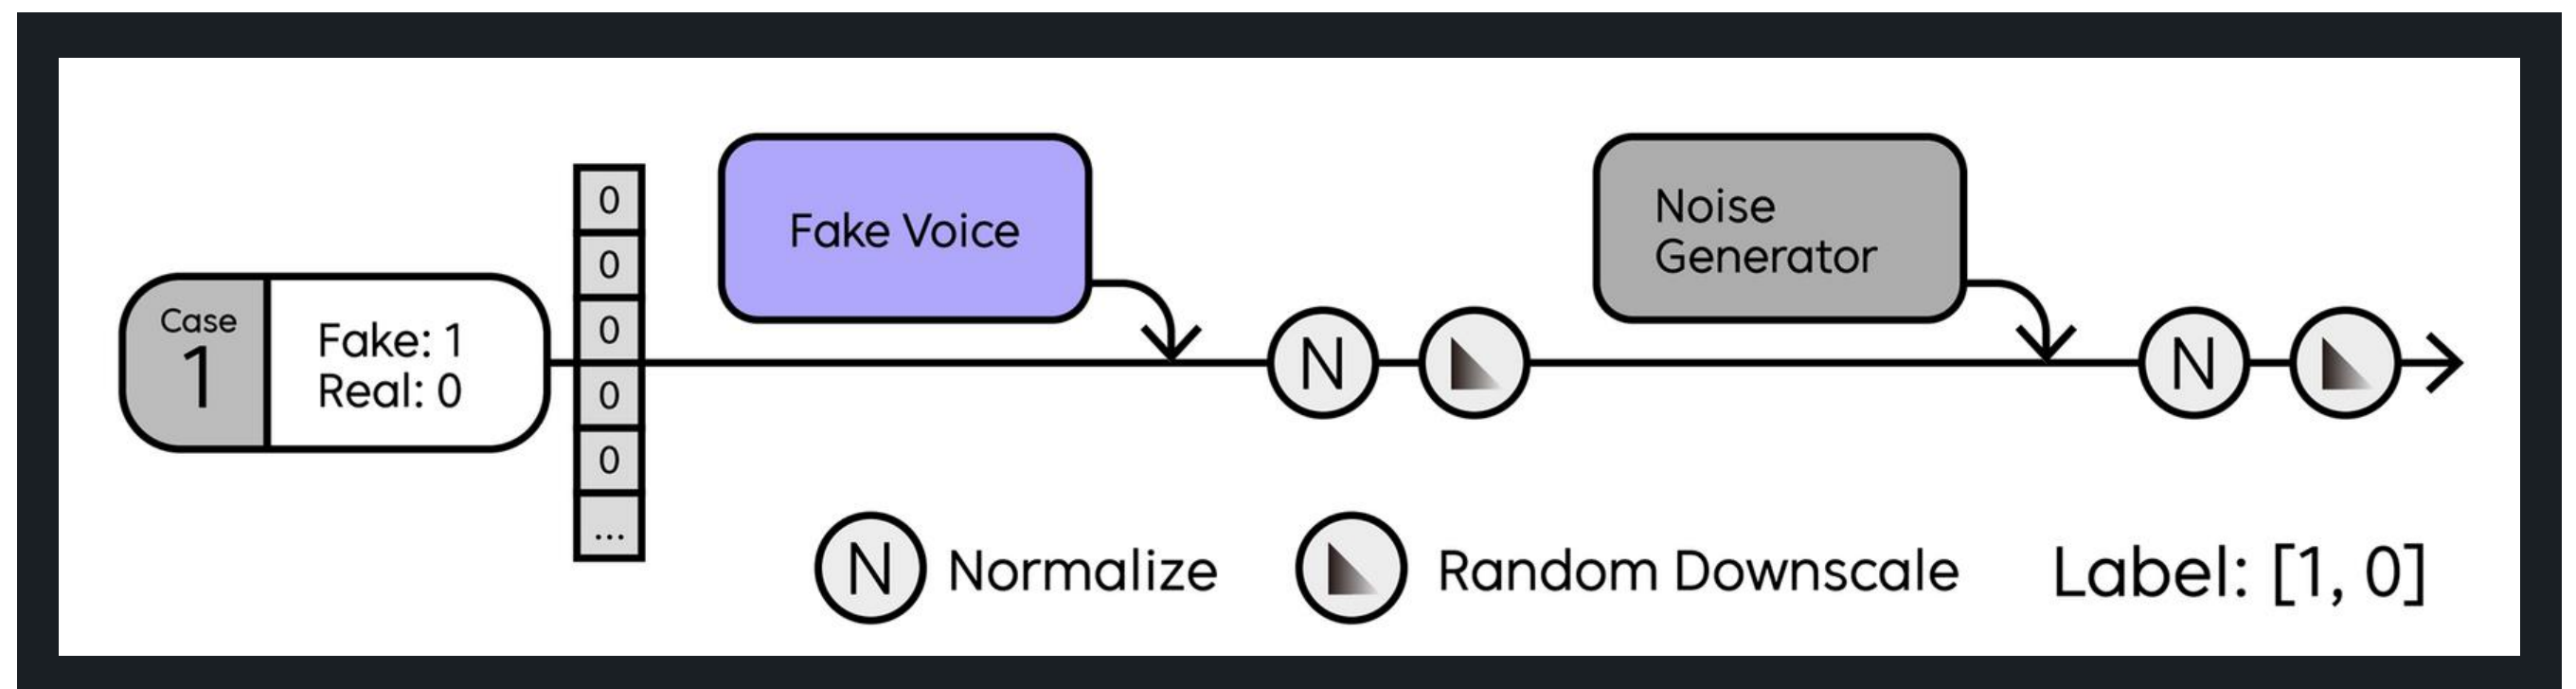 Case
1
Fake: 1
Real: 0
0
0
0
0
0
...
Fake Voice
N
Noise
Generator
N
N Normalize
Random Downscale
Label: [1, 0]